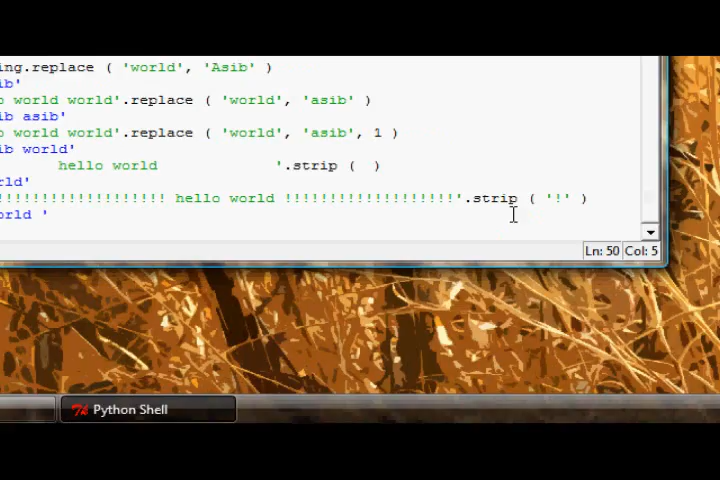 ing.replace ( 'world', 'Asib' )
ib'
o world world'.replace ( 'world', 'asib' )
ib asib'
o world world'.replace ( 'world', 'asib', 1 )
ib world'
hello world '.strip ( )
rld'
!!!!!!!!!!!!!!!!!!! hello world !!!!!!!!!!!!!!!!!!!'.strip ( '!' )
orld '
Ln: 50 Col: 5
Python Shell